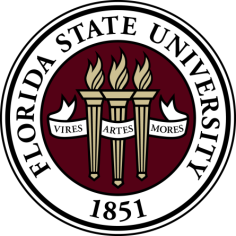 FLORIDA STATE UNIVERSITY
VIRES ARTES MORES
1851